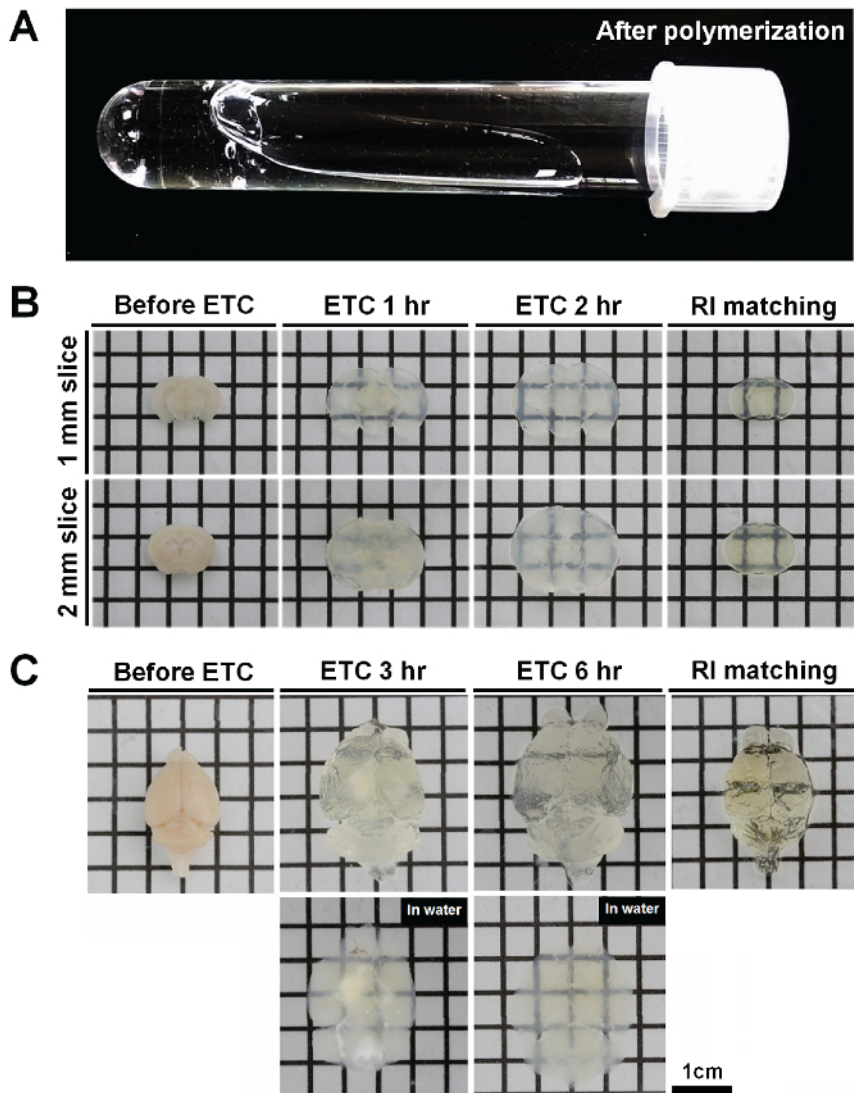 A
After polymerization
B
Before ETC
ETC 1 hr
ETC 2 hr
RI matching
1 mm slice
2 mm slice
C
Before ETC
ETC 3 hr
ETC 6 hr
RI matching
In water
In water
1cm